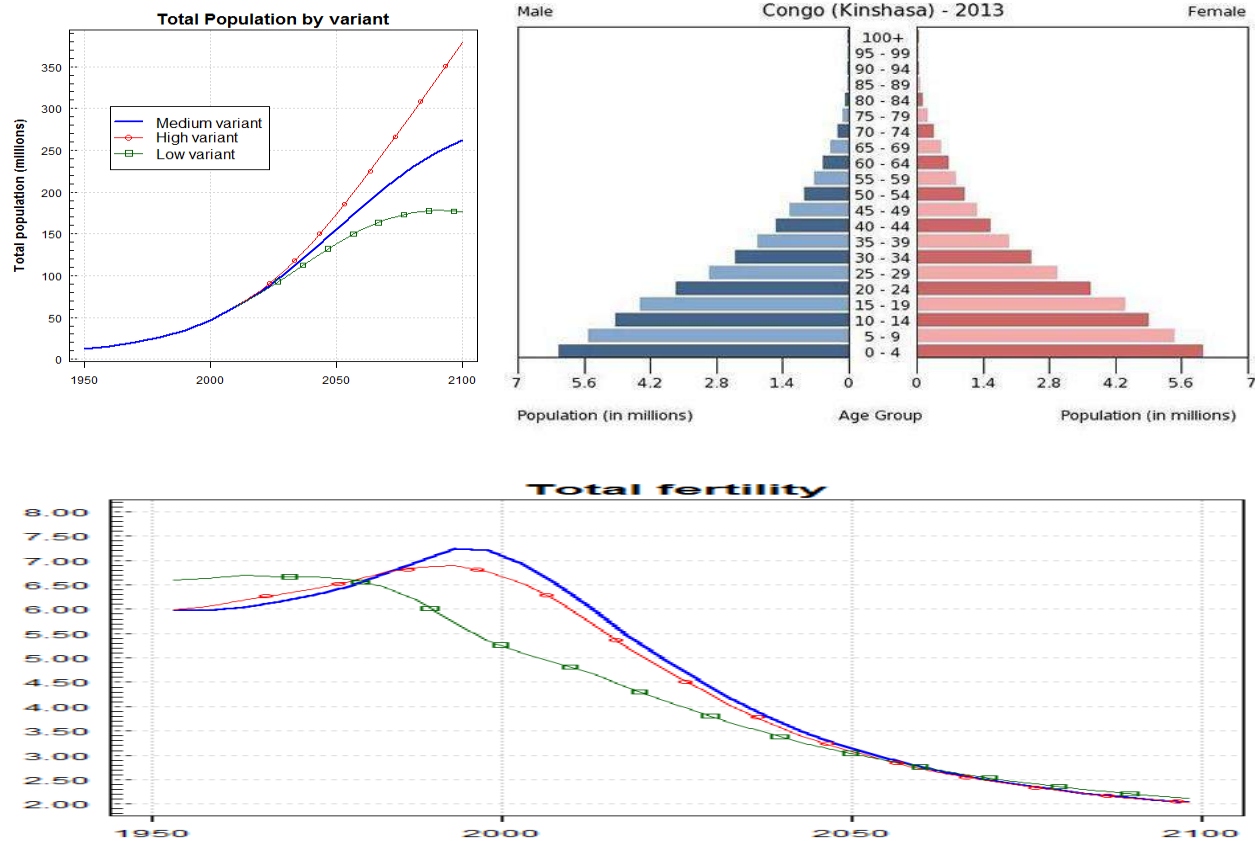 Total Population by variant
Total population (millions)
350
300
250
200
150
100
50
0
Medium variant
High variant
Low variant
1950 2000 2050 2100
Male Congo (Kinshasa) - 2013 Female
100+
95 - 99
90 - 94
85 - 89
80 - 84
75 - 79
70 - 74
65 - 69
60 - 64
55 - 59
50 - 54
45 - 49
40 - 44
35 - 39
30 - 34
25 - 29
20 - 24
15 - 19
10 - 14
5 - 9
0 - 4
7 5.6 4.2 2.8 1.4 0 0 1.4 2.8 4.2 5.6 7
Population (in millions) Age Group Population (in millions)
Total fertility
8.00
7.50
7.00
6.50
6.00
5.50
5.00
4.50
4.00
3.50
3.00
2.50
2.00
1950 2000 2050 2100